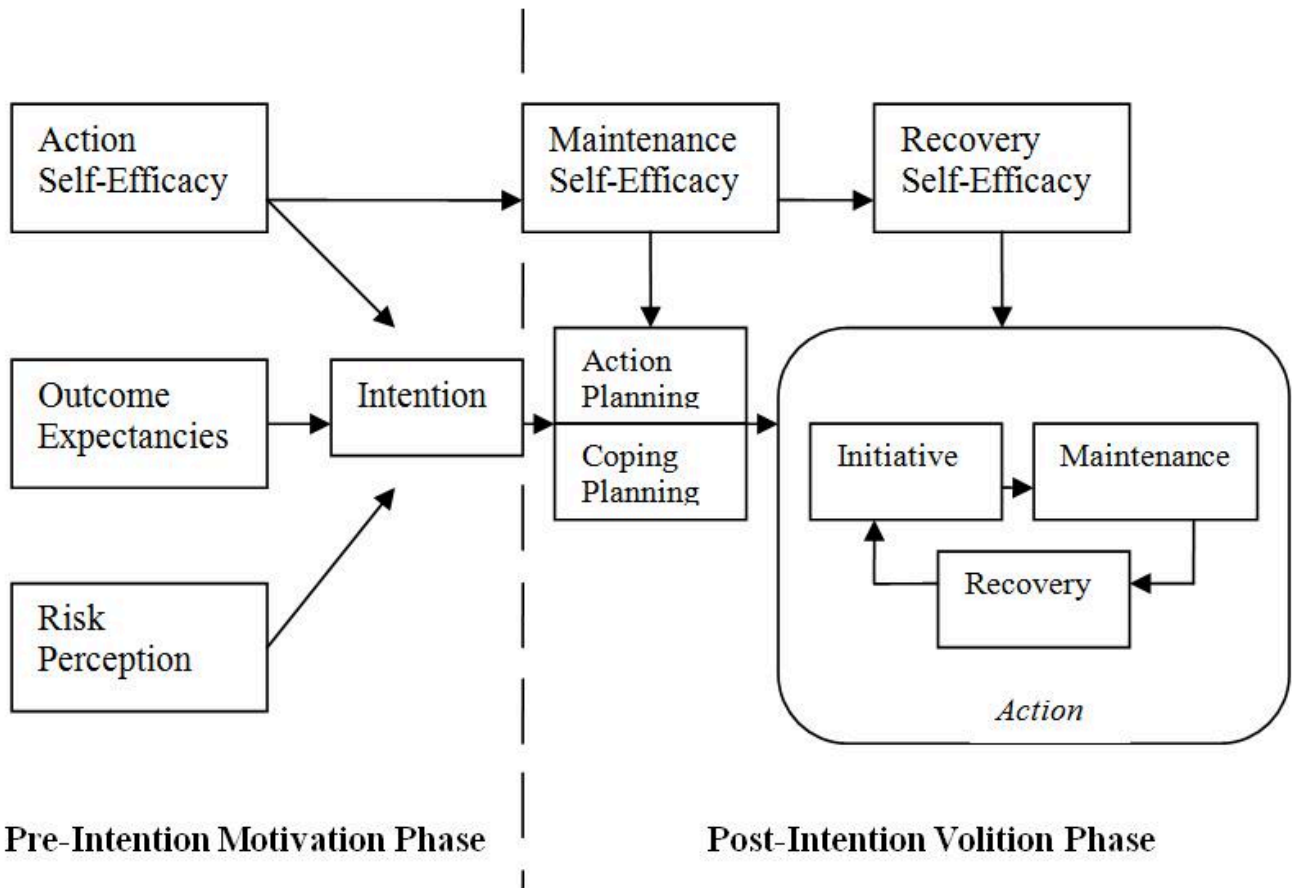 Action
Self-Efficacy
Maintenance
Self-Efficacy
Recovery
Self-Efficacy
Outcome
Expectancies
Intention
Action
Planning
Coping
Planning
Initiative
Maintenance
Recovery
Risk
Perception
Action
Pre-Intention Motivation Phase
Post-Intention Volition Phase